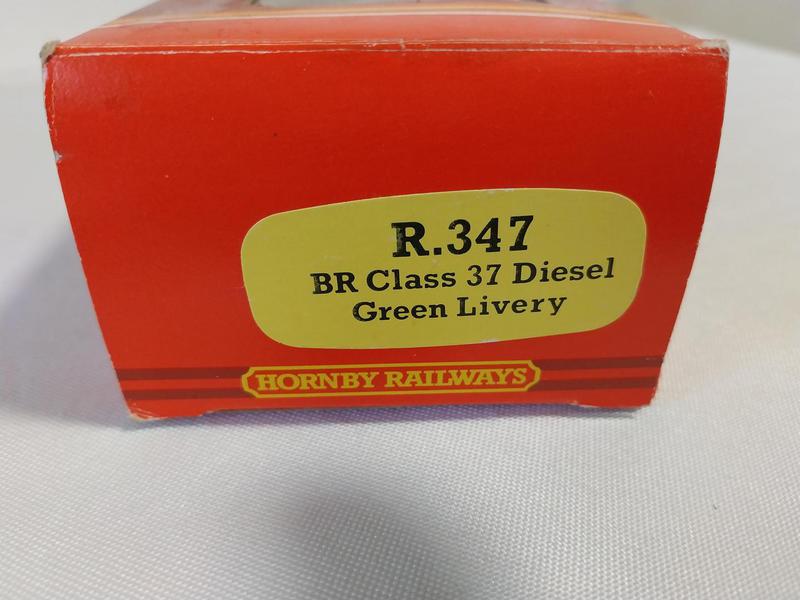 R.347
BR Class 37 Diesel
Green Livery
HORNBY RAILWAYS